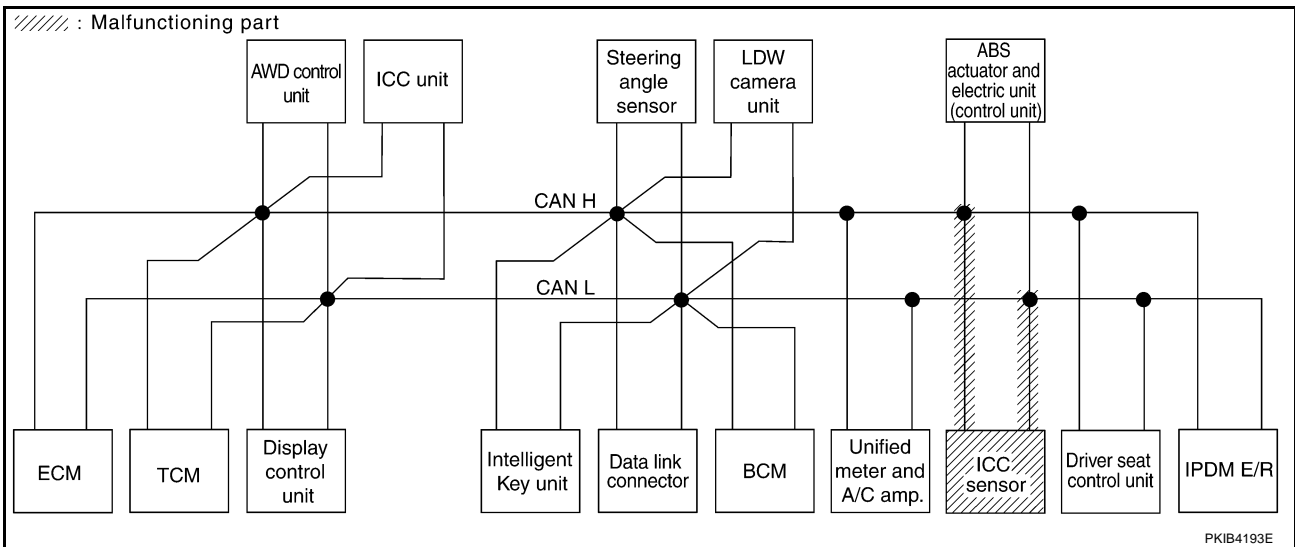 : Malfunctioning part
AWD control
unit
ICC unit
Steering
angle
sensor
LDW
camera
unit
ABS
actuator and
electric unit
(control unit)
CAN H
CAN L
ECM
TCM
Display
control
unit
Intelligent
Key unit
Data link
connector
BCM
Unified
meter and
A/C amp.
ICC
sensor
Driver seat
control unit
IPDM E/R
PKIB4193E